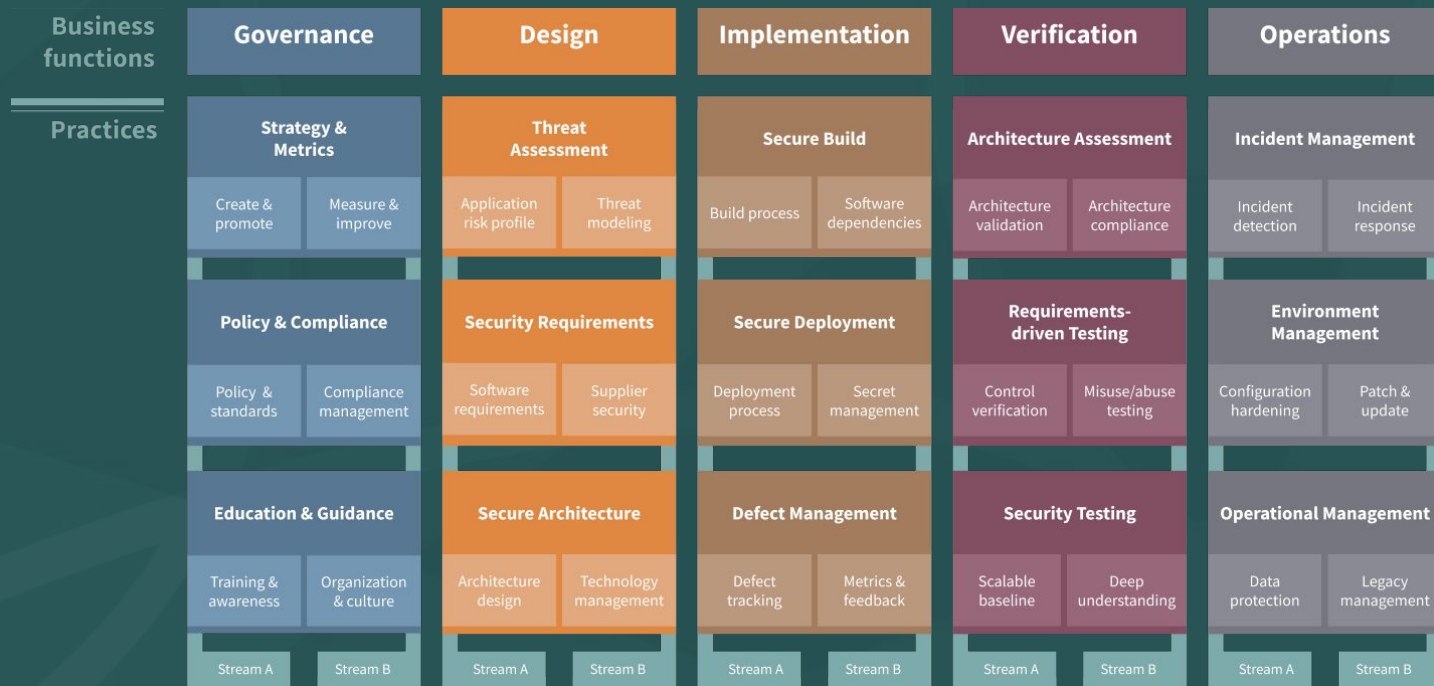 Business
functions
Governance
Design
Implementation
Verification
Operations
Practices
Strategy &
Metrics
Threat
Assessment
Secure Build
Architecture Assessment
Incident Management
Create &
promote
Measure &
improve
Application
risk profile
Threat
modeling
Build process
Software
dependencies
Architecture
validation
Architecture
compliance
Incident
detection
Incident
response
Policy & Compliance
Security Requirements
Secure Deployment
Requirements-
driven Testing
Environment
Management
Policy &
standards
Compliance
management
Software
requirements
Supplier
security
Deployment
process
Secret
management
Control
verification
Misuse/abuse
testing
Configuration
hardening
Patch &
update
Education & Guidance
Secure Architecture
Defect Management
Security Testing
Operational Management
Training &
awareness
Organization
& culture
Architecture
design
Technology
management
Defect
tracking
Metrics &
feedback
Scalable
baseline
Deep
understanding
Data
protection
Legacy
management
Stream A
Stream B
Stream A
Stream B
Stream A
Stream B
Stream A
Stream B
Stream A
Stream B